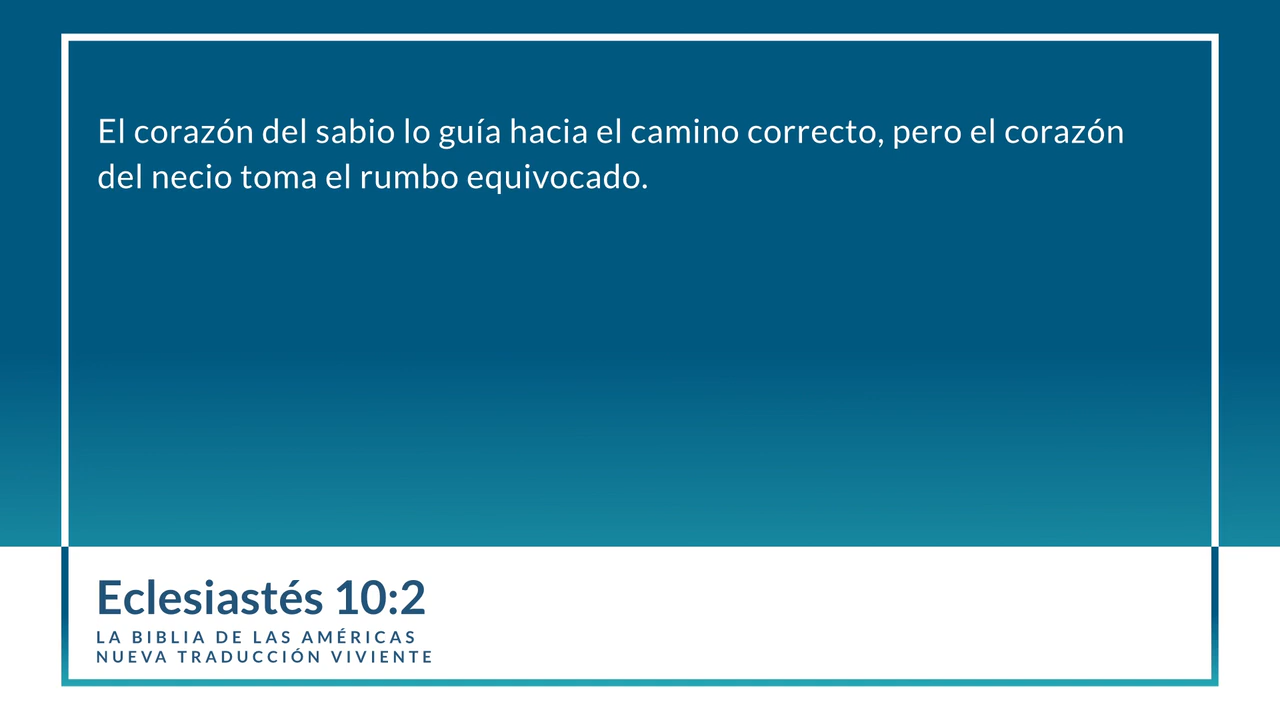 El corazón del sabio lo guía hacia el camino correcto, pero el corazón
del necio toma el rumbo equivocado.
Eclesiastés 10:2
LA BIBLIA DE LAS AMÉRICAS
NUEVA TRADUCCIÓN VIVIENTE